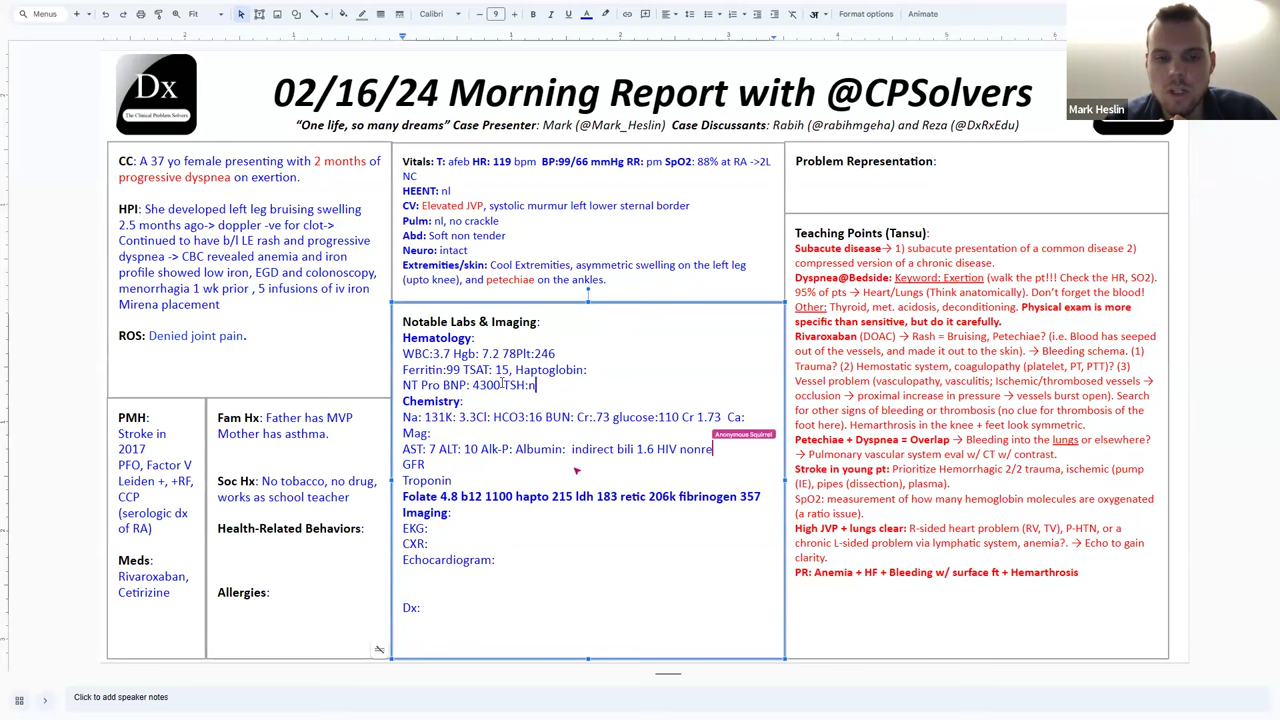 Menus
Fit
Calibri
9
B
I
U
A
Format options
Animate
2
1
1
2
3
4
5
6
Mark Heslin
Dx
The Clinical Problem Solvers
02/16/24 Morning Report with @CPSolvers
“One life, so many dreams” Case Presenter: Mark (@Mark_Heslin) Case Discussants: Rabih (@rabihmgeha) and Reza (@DxRxEdu)
CC: A 37 yo female presenting with 2 months of
progressive dyspnea on exertion.
HPI: She developed left leg bruising swelling
2.5 months ago-> doppler -ve for clot->
Continued to have b/l LE rash and progressive
dyspnea -> CBC revealed anemia and iron
profile showed low iron, EGD and colonoscopy,
menorrhagia 1 wk prior , 5 infusions of iv iron
Mirena placement
ROS: Denied joint pain.
PMH:
Stroke in
2017
PFO, Factor V
Leiden +, +RF,
CCP
(serologic dx
of RA)
Meds:
Rivaroxaban,
Cetirizine
Fam Hx: Father has MVP
Mother has asthma.
Soc Hx: No tobacco, no drug,
works as school teacher
Health-Related Behaviors:
Allergies:
Vitals: T: afeb HR: 119 bpm BP:99/66 mmHg RR: pm SpO2: 88% at RA ->2L
NC
HEENT: nl
CV: Elevated JVP, systolic murmur left lower sternal border
Pulm: nl, no crackle
Abd: Soft non tender
Neuro: intact
Extremities/skin: Cool Extremities, asymmetric swelling on the left leg
(upto knee), and petechiae on the ankles.
Notable Labs & Imaging:
Hematology:
WBC:3.7 Hgb: 7.2 78Plt:246
Ferritin:99 TSAT: 15, Haptoglobin:
NT Pro BNP: 4300 TSH:n
Chemistry:
Na: 131K: 3.3Cl: HCO3:16 BUN: Cr:.73 glucose:110 Cr 1.73 Ca:
Mag:
Anonymous Squirrel
AST: 7 ALT: 10 Alk-P: Albumin: indirect bili 1.6 HIV nonre
GFR
Troponin
Folate 4.8 b12 1100 hapto 215 ldh 183 retic 206k fibrinogen 357
Imaging:
EKG:
CXR:
Echocardiogram:
Dx:
Problem Representation:
Teaching Points (Tansu):
Subacute disease→ 1) subacute presentation of a common disease 2)
compressed version of a chronic disease.
Dyspnea@Bedside: Keyword: Exertion (walk the pt!!! Check the HR, SO2).
95% of pts → Heart/Lungs (Think anatomically). Don’t forget the blood!
Other: Thyroid, met. acidosis, deconditioning. Physical exam is more
specific than sensitive, but do it carefully.
Rivaroxaban (DOAC) → Rash = Bruising, Petechiae? (i.e. Blood has seeped
out of the vessels, and made it out to the skin). → Bleeding schema. (1)
Trauma? (2) Hemostatic system, coagulopathy (platelet, PT, PTT)? (3)
Vessel problem (vasculopathy, vasculitis; Ischemic/thrombosed vessels →
occlusion → proximal increase in pressure → vessels burst open). Search
for other signs of bleeding or thrombosis (no clue for thrombosis of the
foot here). Hemarthrosis in the knee + feet look symmetric.
Petechiae + Dyspnea = Overlap → Bleeding into the lungs or elsewhere?
→ Pulmonary vascular system eval w/ CT w/ contrast.
Stroke in young pt: Prioritize Hemorrhagic 2/2 trauma, ischemic (pump
(IE), pipes (dissection), plasma).
SpO2: measurement of how many hemoglobin molecules are oxygenated
(a ratio issue).
High JVP + lungs clear: R-sided heart problem (RV, TV), P-HTN, or a
chronic L-sided problem via lymphatic system, anemia?. → Echo to gain
clarity.
PR: Anemia + HF + Bleeding w/ surface ft + Hemarthrosis
Click to add speaker notes